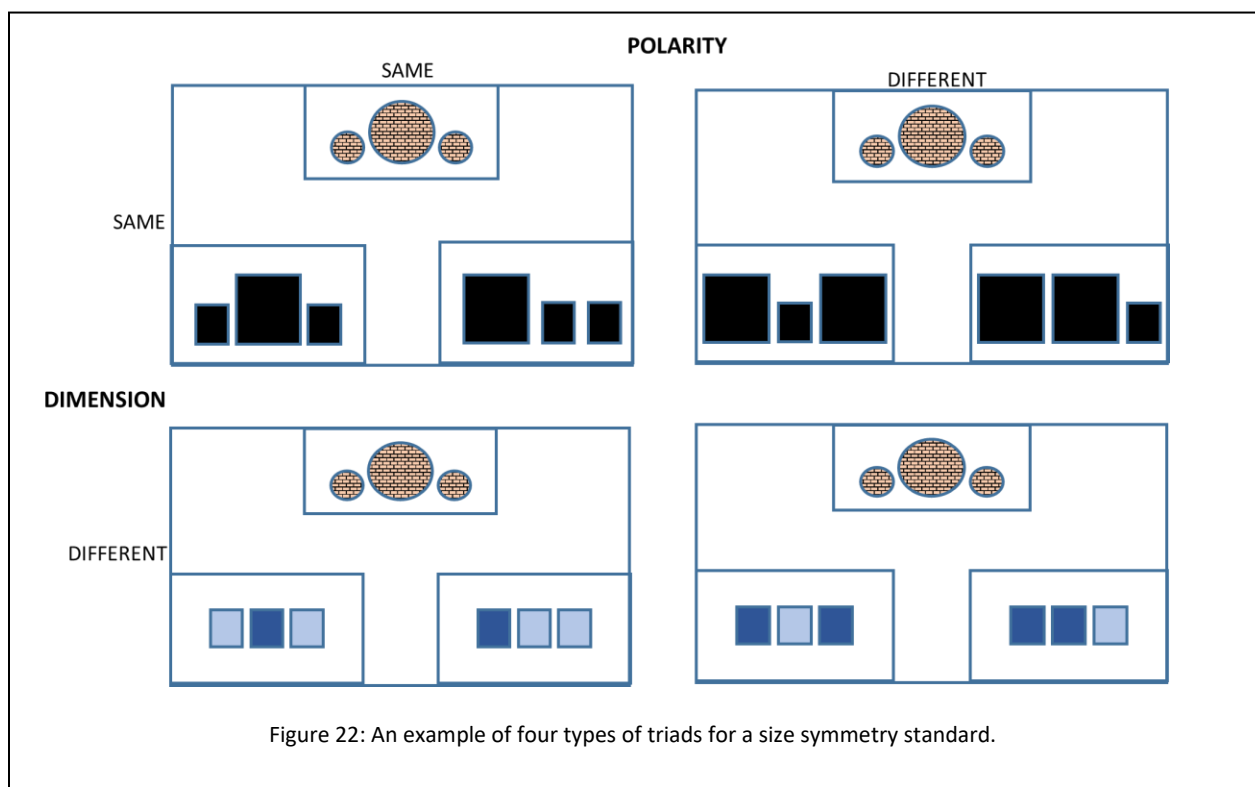 POLARITY
SAME
DIFFERENT
SAME
DIMENSION
DIFFERENT
Figure 22: An example of four types of triads for a size symmetry standard.